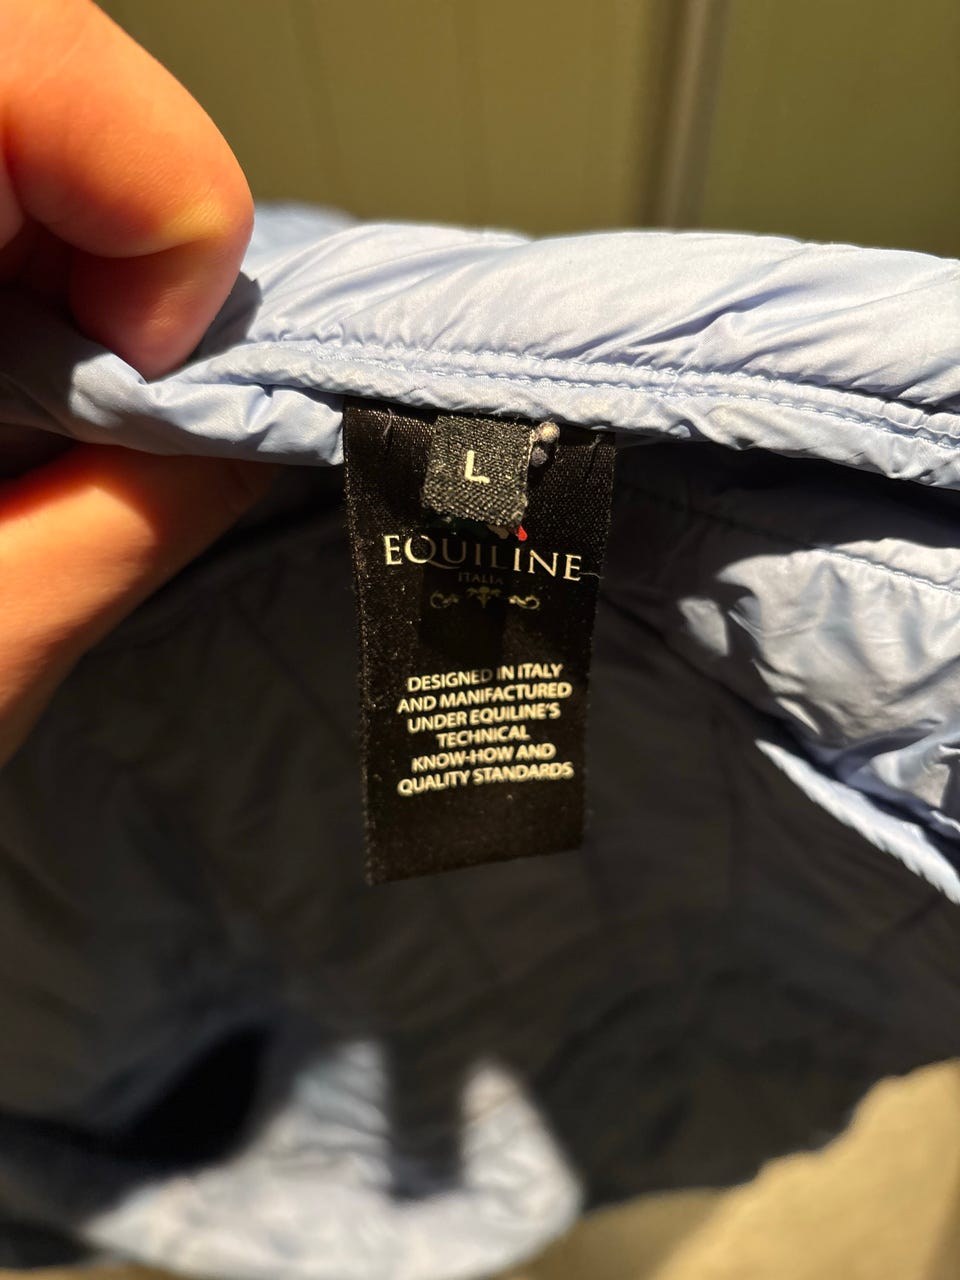 L
EQUILINE
ITALIA
DESIGNED IN ITALY
AND MANIFACTURED
UNDER EQUILINE'S
TECHNICAL
KNOW-HOW AND
QUALITY STANDARDS